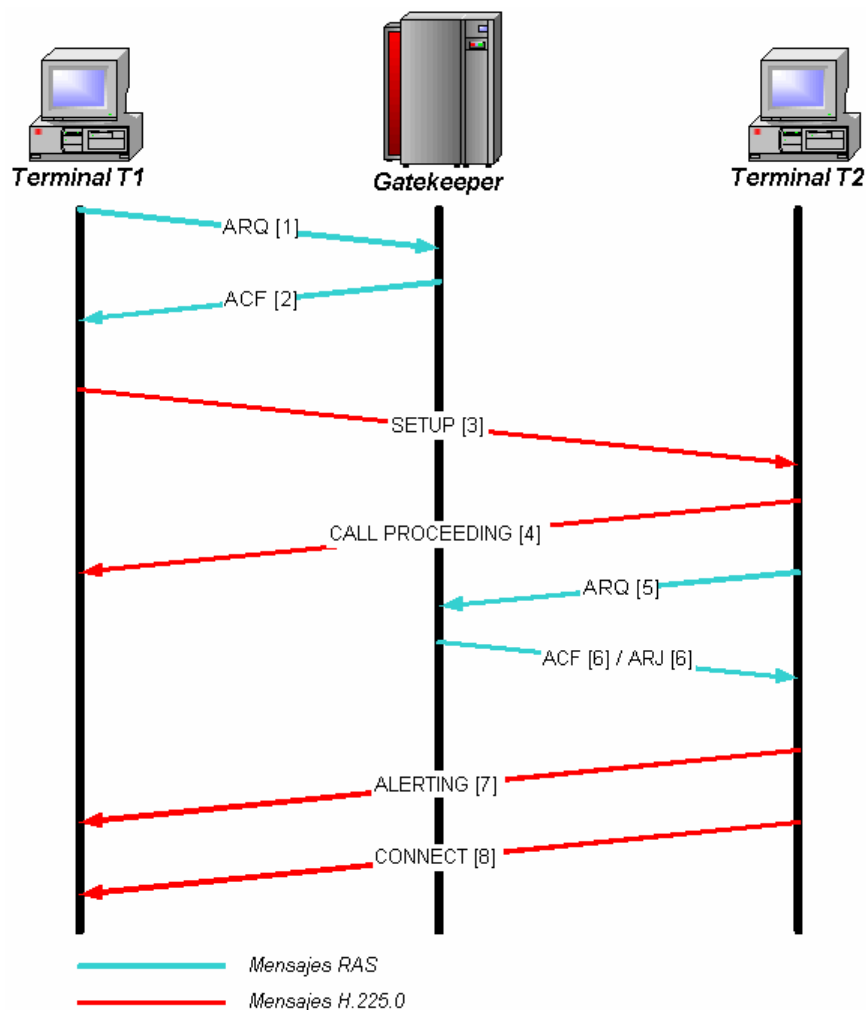 Terminal T1
Gatekeeper
Terminal T2
ARQ [1]
ACF [2]
SETUP [3]
CALL PROCEEDING [4]
ARQ [5]
ACF [6] / ARJ [6]
ALERTING [7]
CONNECT [8]
Mensajes RAS
Mensajes H.225.0